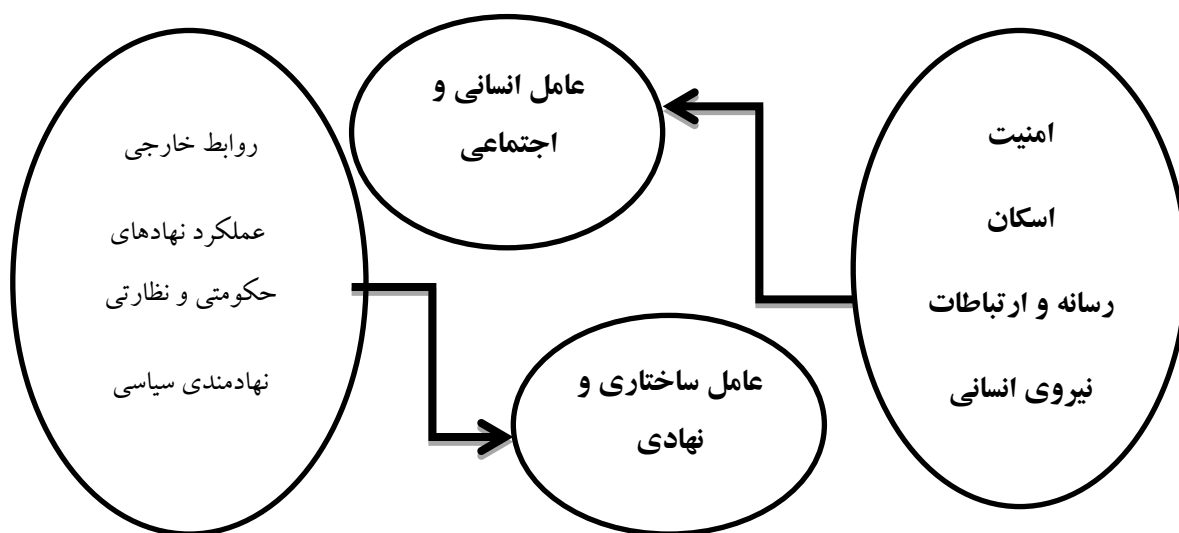 امنیت
اسکان
رسانه و ارتباطات
نیروی انسانی
عامل انسانی و
اجتماعی
عامل ساختاری و
نهادی
روابط خارجی
عملکرد نهادهای
حکومتی و نظارتی
نهادمندی سیاسی